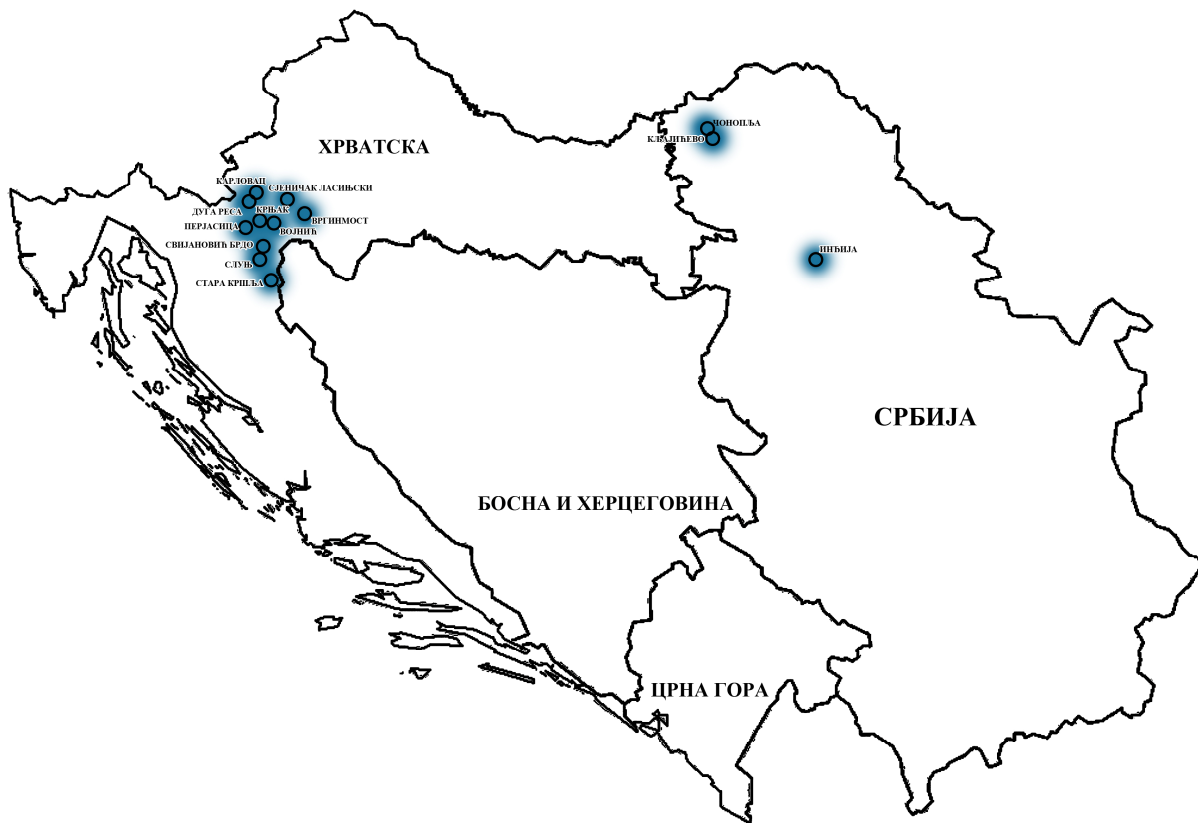 ЧОНОПЉА
КЉАЈИЋЕВО
ХРВАТСКА
КАРЛОВАЦ
СЈЕНИЧАК ЛАСИЊСКИ
ДУГА РЕСА
КРЊАК
ВРГИНМОСТ
ПЕРЈАСИЦА
ВОЈНИЋ
СВИЈАНОВИЋ БРДО
ИНЂИЈА
СЛУЊ
СТАРА КРШЉА
СРБИЈА
БОСНА И ХЕРЦЕГОВИНА
ЦРНА ГОРА